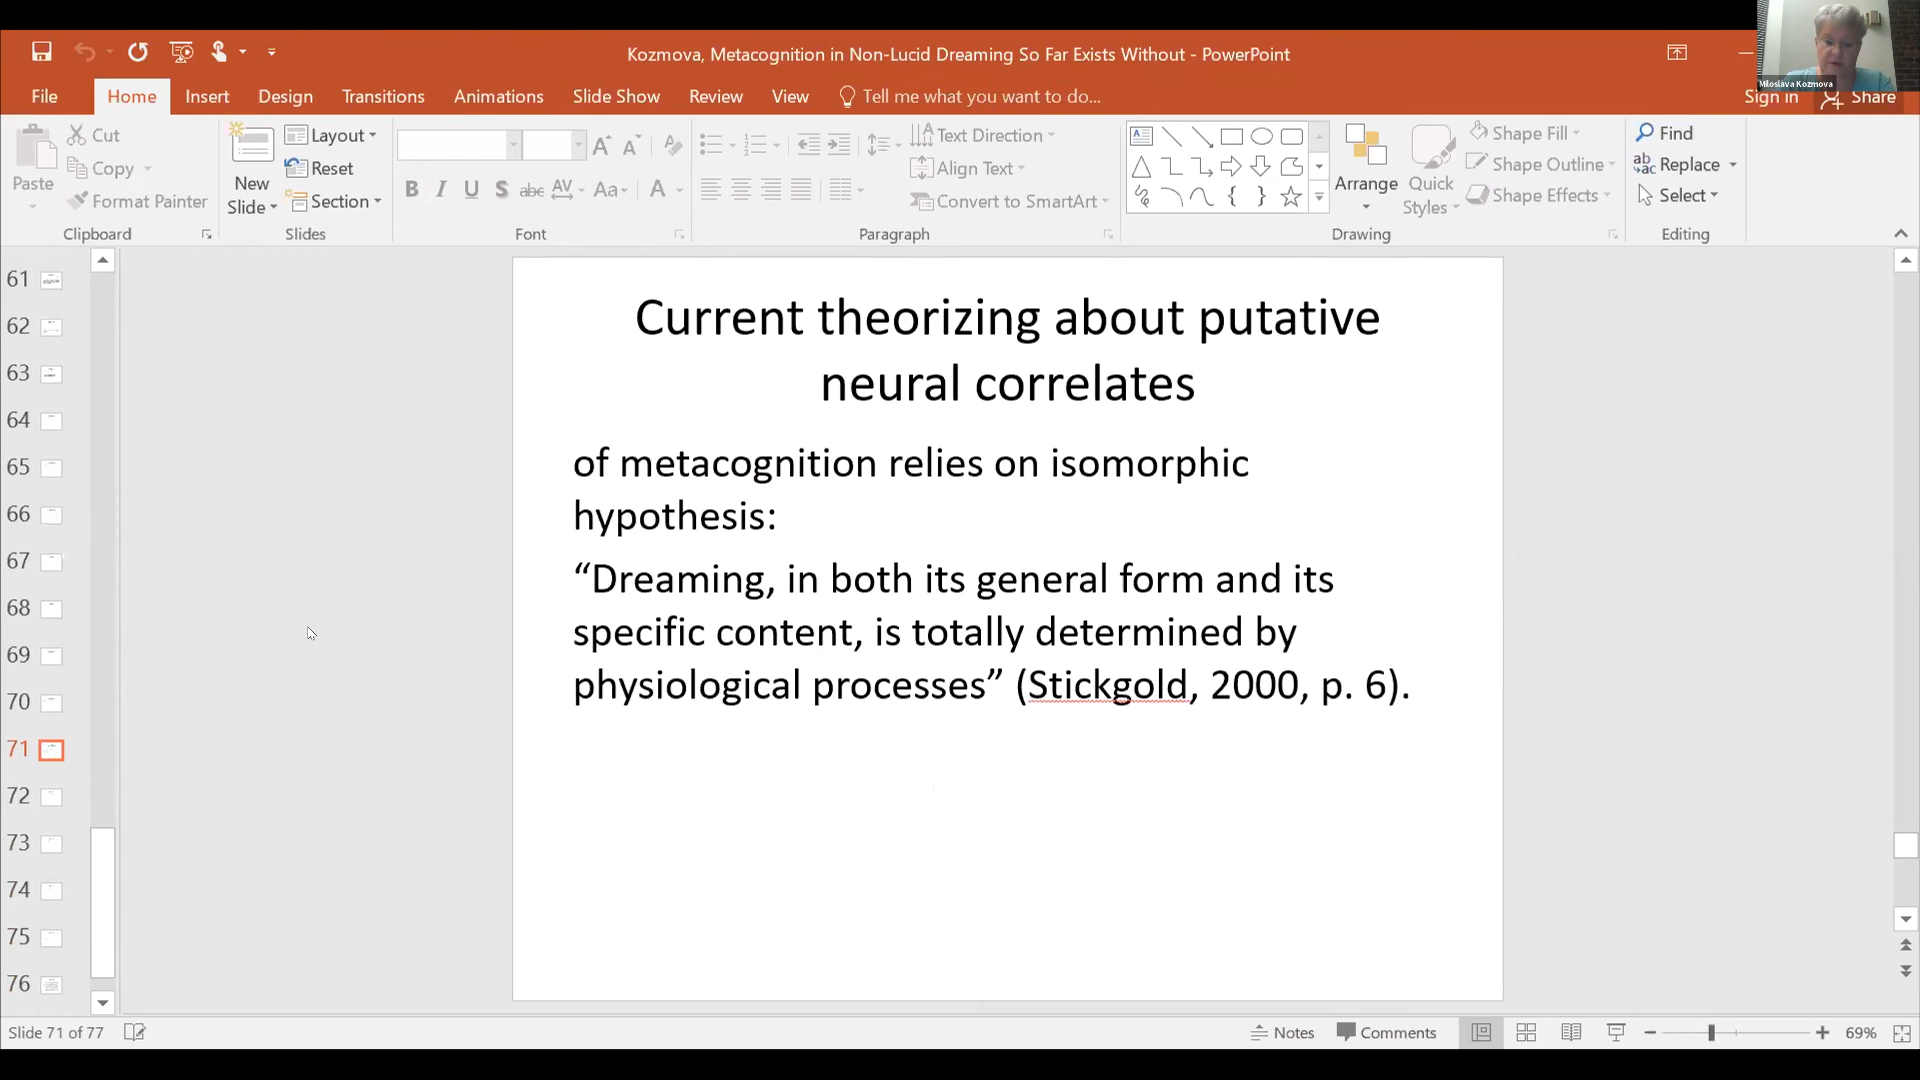 Kozmova, Metacognition in Non-Lucid Dreaming So Far Exists Without - PowerPoint
Miloslava Kozmova
File Home Insert Design Transitions Animations Slide Show Review View Tell me what you want to do... Sign in Share
Paste
Cut
Copy
Format Painter
Clipboard
New Slide
Layout
Reset
Section
Slides
B I U S abc AV Aa A
Font
Text Direction
Align Text
Convert to SmartArt
Paragraph
Arrange
Quick Styles
Shape Fill
Shape Outline
Shape Effects
Drawing
Find
Replace
Select
Editing
61
62
63
64
65
66
67
68
69
70
71
72
73
74
75
76
Current theorizing about putative
neural correlates
of metacognition relies on isomorphic
hypothesis:
“Dreaming, in both its general form and its
specific content, is totally determined by
physiological processes” (Stickgold, 2000, p. 6).
Slide 71 of 77 Notes Comments 69%